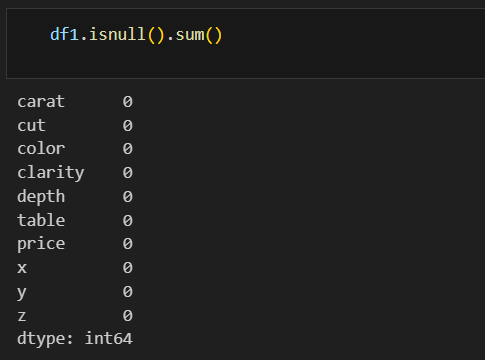 df1.isnull().sum()
carat 0
cut 0
color 0
clarity 0
depth 0
table 0
price 0
x 0
y 0
z 0
dtype: int64